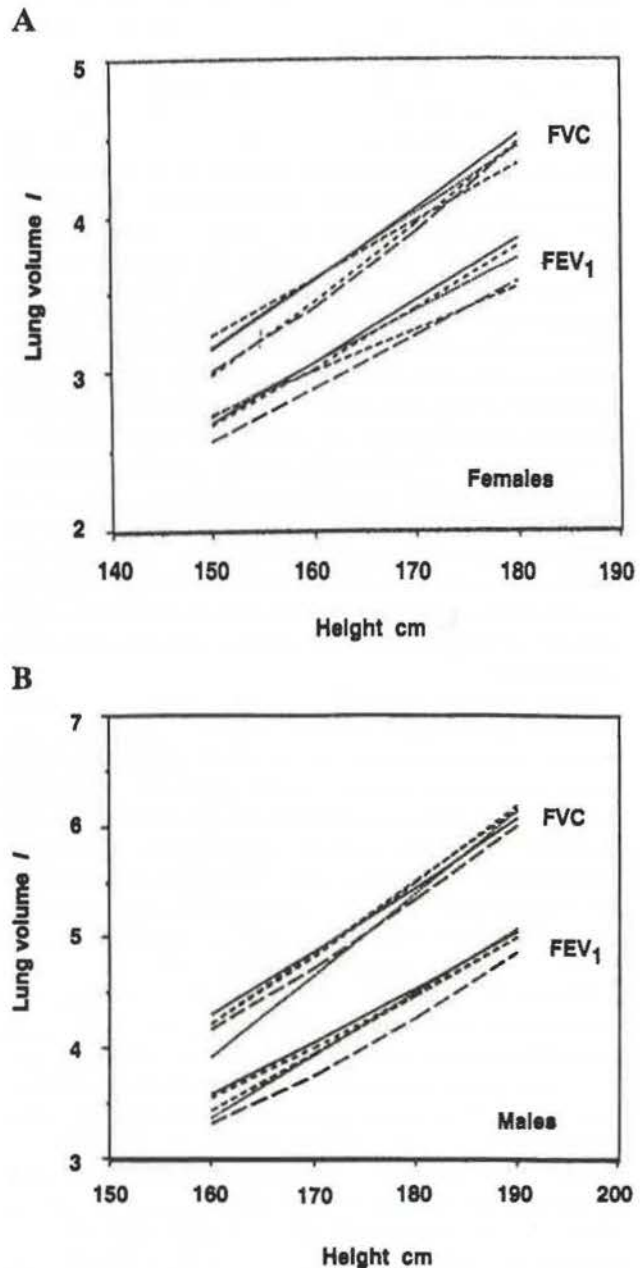 A
5
4
3
2
Lung volume l
FVC
FEV1
Females
140 150 160 170 180 190
Height cm
B
7
6
5
4
3
Lung volume l
FVC
FEV1
Males
150 160 170 180 190 200
Height cm